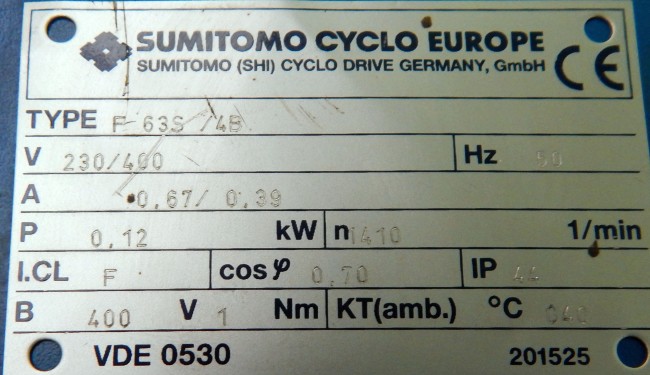 SUMITOMO CYCLO EUROPE
SUMITOMO (SHI) CYCLO DRIVE GERMANY, GmbH CE
TYPE F-63S /4B
V 230/400 Hz 50
A 0,67/ 0,39
P 0,12 kW n 1410 1/min
I.CL F cosφ 0,70 IP 44
B 400 V 1 Nm KT(amb.) °C 040
VDE 0530 201525